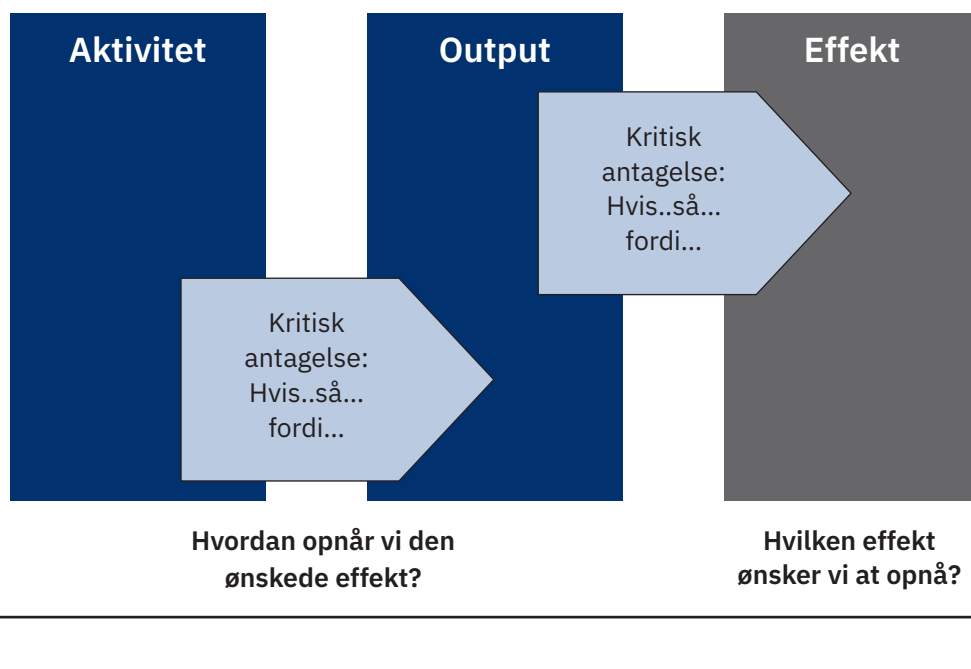 Aktivitet
Output
Effekt
Kritisk
antagelse:
Hvis..så...
fordi...
Kritisk
antagelse:
Hvis..så...
fordi...
Hvordan opnår vi den
ønskede effekt?
Hvilken effekt
ønsker vi at opnå?